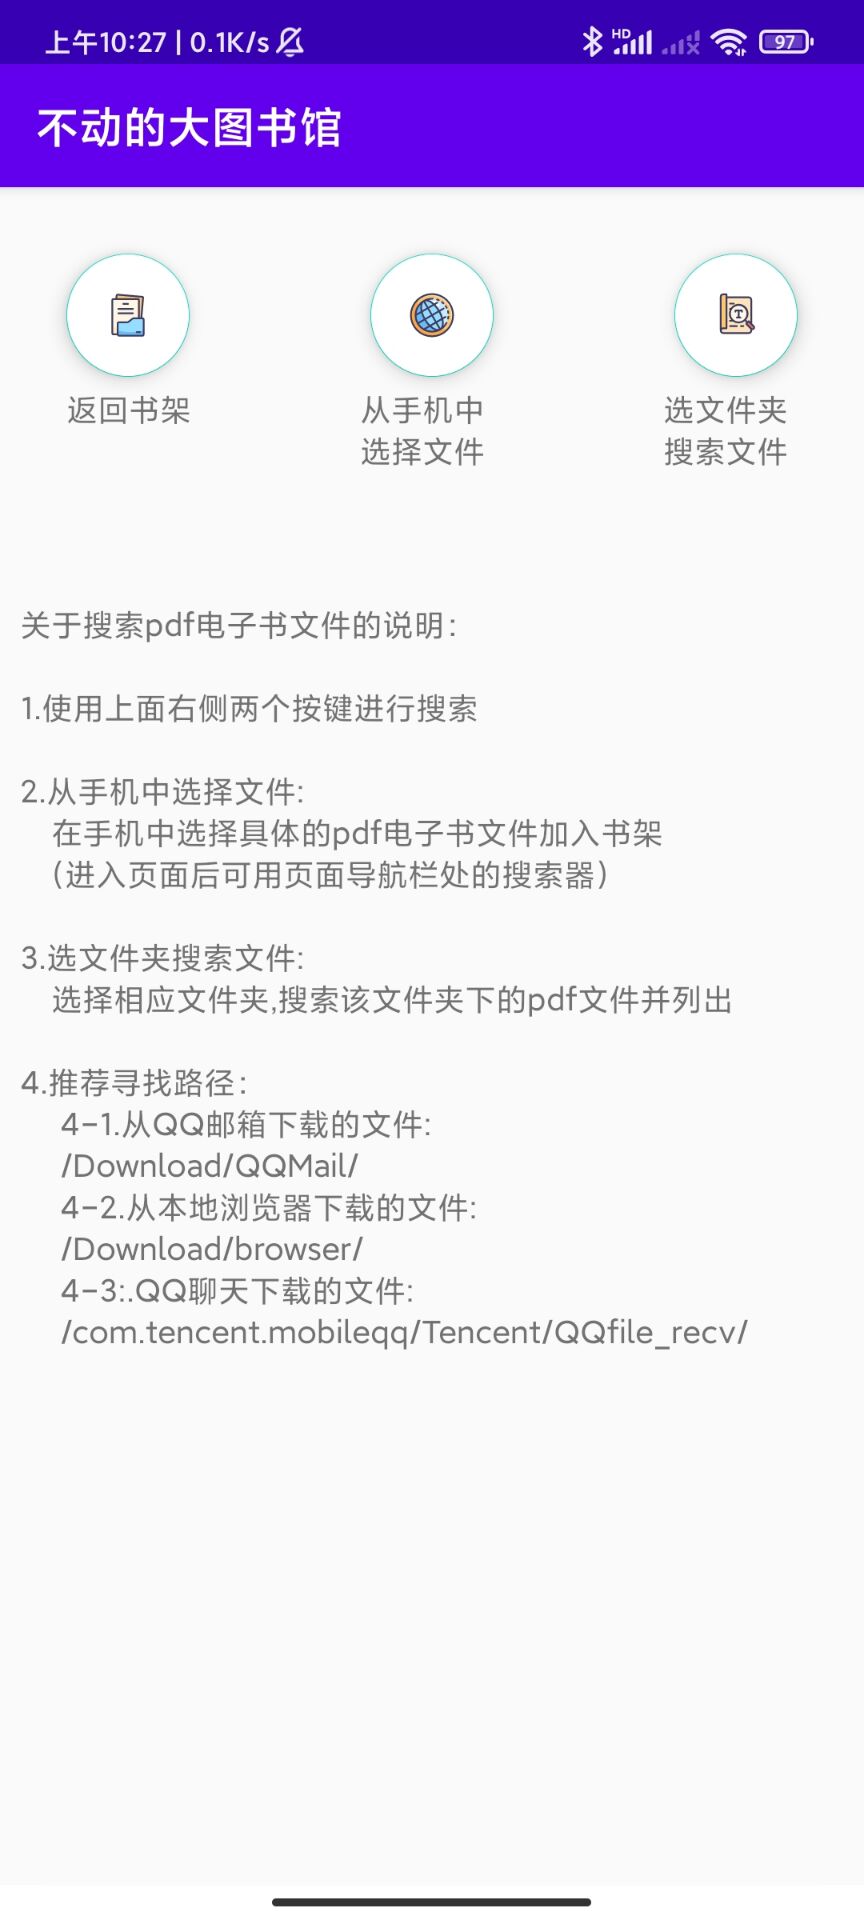 上午10:27 | 0.1K/s
HD
97
不动的大图书馆
返回书架
从手机中
选择文件
选文件夹
搜索文件
关于搜索pdf电子书文件的说明：
1.使用上面右侧两个按键进行搜索
2.从手机中选择文件:
在手机中选择具体的pdf电子书文件加入书架
（进入页面后可用页面导航栏处的搜索器）
3.选文件夹搜索文件:
选择相应文件夹,搜索该文件夹下的pdf文件并列出
4.推荐寻找路径：
4-1.从QQ邮箱下载的文件:
/Download/QQMail/
4-2.从本地浏览器下载的文件:
/Download/browser/
4-3:.QQ聊天下载的文件:
/com.tencent.mobileqq/Tencent/QQfile_recv/